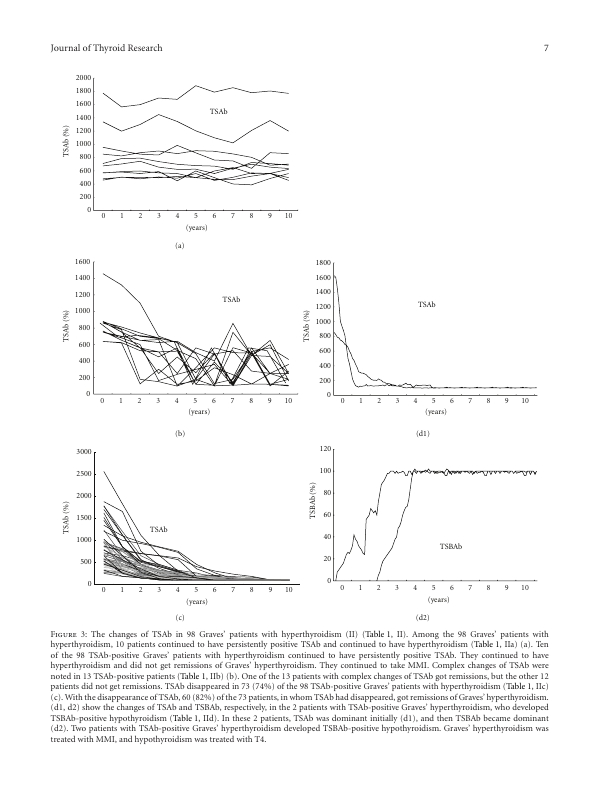 Journal of Thyroid Research 7
2000
1800
1600
1400
1200
1000
800
600
400
200
0
TSAb (%)
TSAb
0 1 2 3 4 5 6 7 8 9 10
(years)
(a)
1600
1400
1200
1000
800
600
400
200
0
TSAb (%)
TSAb
0 1 2 3 4 5 6 7 8 9 10
(years)
(b)
1800
1600
1400
1200
1000
800
600
400
200
0
TSAb (%)
TSAb
0 1 2 3 4 5 6 7 8 9 10
(years)
(d1)
3000
2500
2000
1500
1000
500
0
TSAb (%)
TSAb
0 1 2 3 4 5 6 7 8 9 10
(years)
(c)
120
100
80
60
40
20
0
TSBAb (%)
TSBAb
0 1 2 3 4 5 6 7 8 9 10
(years)
(d2)
Figure 3: The changes of TSAb in 98 Graves’ patients with hyperthyroidism (II) (Table 1, II). Among the 98 Graves’ patients with
hyperthyroidism, 10 patients continued to have persistently positive TSAb and continued to have hyperthyroidism (Table 1, IIa) (a). Ten
of the 98 TSAb-positive Graves’ patients with hyperthyroidism continued to have persistently positive TSAb. They continued to have
hyperthyroidism and did not get remissions of Graves’ hyperthyroidism. They continued to take MMI. Complex changes of TSAb were
noted in 13 TSAb-positive patients (Table 1, IIb) (b). One of the 13 patients with complex changes of TSAb got remissions, but the other 12
patients did not get remissions. TSAb disappeared in 73 (74%) of the 98 TSAb-positive Graves’ patients with hyperthyroidism (Table 1, IIc)
(c). With the disappearance of TSAb, 60 (82%) of the 73 patients, in whom TSAb had disappeared, got remissions of Graves’ hyperthyroidism.
(d1, d2) show the changes of TSAb and TSBAb, respectively, in the 2 patients with TSAb-positive Graves’ hyperthyroidism, who developed
TSBAb-positive hypothyroidism (Table 1, IId). In these 2 patients, TSAb was dominant initially (d1), and then TSBAb became dominant
(d2). Two patients with TSAb-positive Graves’ hyperthyroidism developed TSBAb-positive hypothyroidism. Graves’ hyperthyroidism was
treated with MMI, and hypothyroidism was treated with T4.